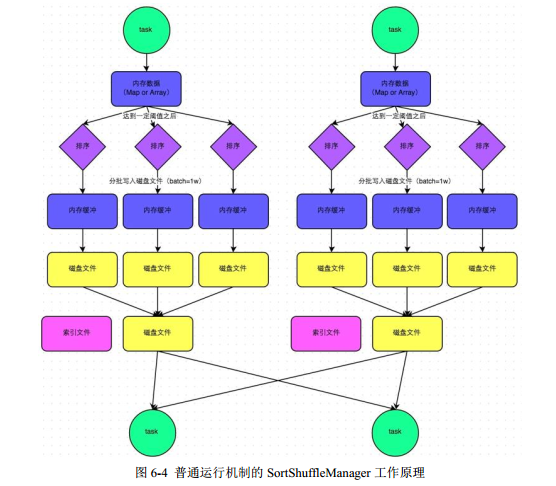 task
task
内存数据
（Map or Array）
内存数据
（Map or Array）
达到一定阈值之后
达到一定阈值之后
排序
排序
排序
排序
排序
排序
分批写入磁盘文件（batch=1w）
分批写入磁盘文件（batch=1w）
内存缓冲
内存缓冲
内存缓冲
内存缓冲
内存缓冲
内存缓冲
磁盘文件
磁盘文件
磁盘文件
磁盘文件
磁盘文件
磁盘文件
索引文件
磁盘文件
索引文件
磁盘文件
task
task
图 6-4 普通运行机制的 SortShuffleManager 工作原理